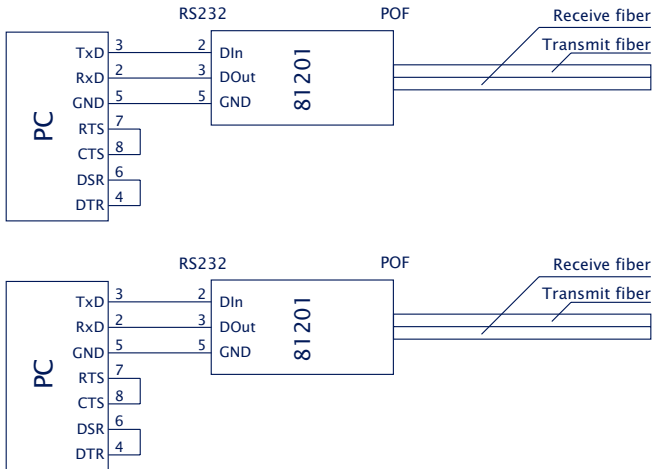 RS232 POF Receive fiber
Transmit fiber
TxD 3 2 DIn
RxD 2 3 DOut
GND 5 5 GND
81201
PC
RTS 7
CTS 8
DSR 6
DTR 4
RS232 POF Receive fiber
Transmit fiber
TxD 3 2 DIn
RxD 2 3 DOut
GND 5 5 GND
81201
PC
RTS 7
CTS 8
DSR 6
DTR 4